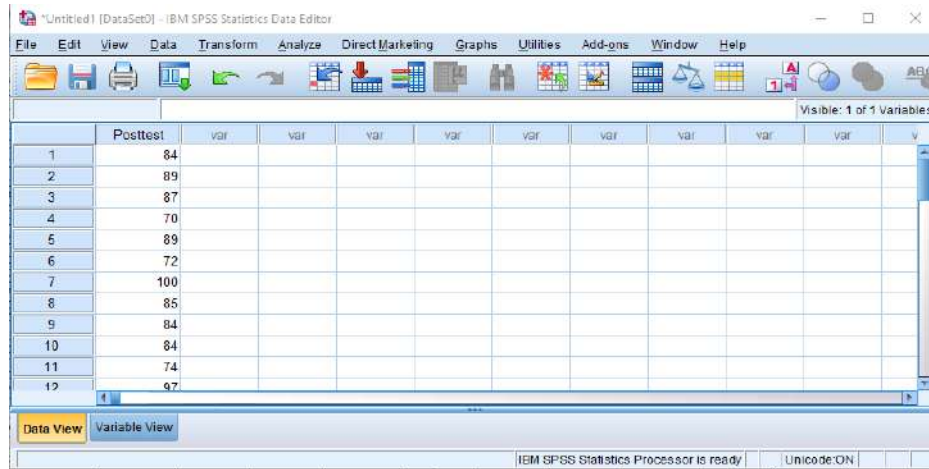 *Untitled1 [DataSet0] - IBM SPSS Statistics Data Editor
File Edit View Data Transform Analyze Direct Marketing Graphs Utilities Add-ons Window Help
Visible: 1 of 1 Variables
Posttest var var var var var var var var var v
1 84
2 89
3 87
4 70
5 89
6 72
7 100
8 85
9 84
10 84
11 74
12 97
Data View Variable View
IBM SPSS Statistics Processor is ready Unicode:ON